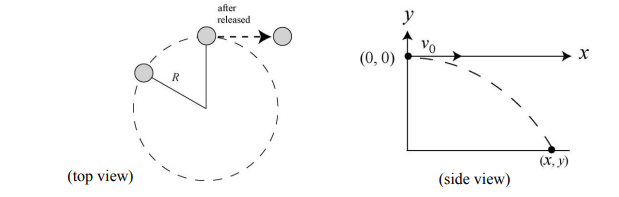 after
released
R
(top view)
y
v0
(0, 0)
x
(x, y)
(side view)